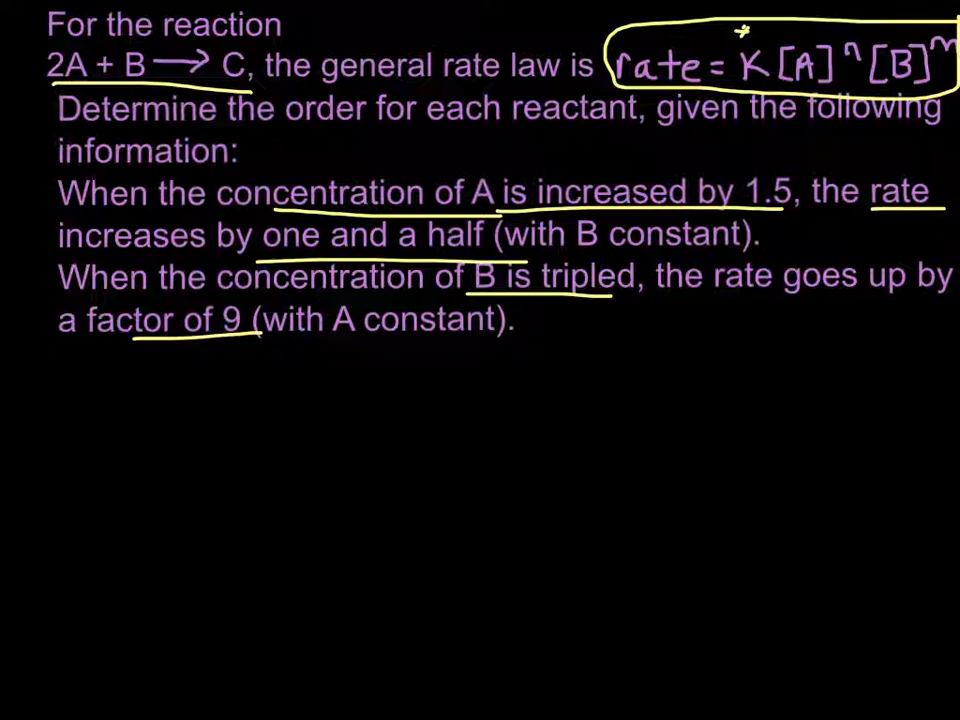 For the reaction
2A + B → C, the general rate law is rate = K[A]ⁿ[B]ᵐ
Determine the order for each reactant, given the following
information:
When the concentration of A is increased by 1.5, the rate
increases by one and a half (with B constant).
When the concentration of B is tripled, the rate goes up by
a factor of 9 (with A constant).